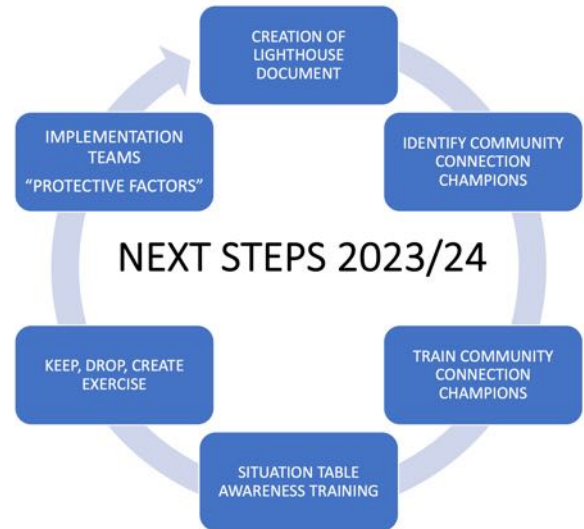 CREATION OF
LIGHTHOUSE
DOCUMENT
IDENTIFY COMMUNITY
CONNECTION
CHAMPIONS
TRAIN COMMUNITY
CONNECTION
CHAMPIONS
SITUATION TABLE
AWARENESS TRAINING
KEEP, DROP, CREATE
EXERCISE
IMPLEMENTATION
TEAMS
“PROTECTIVE FACTORS”
NEXT STEPS 2023/24